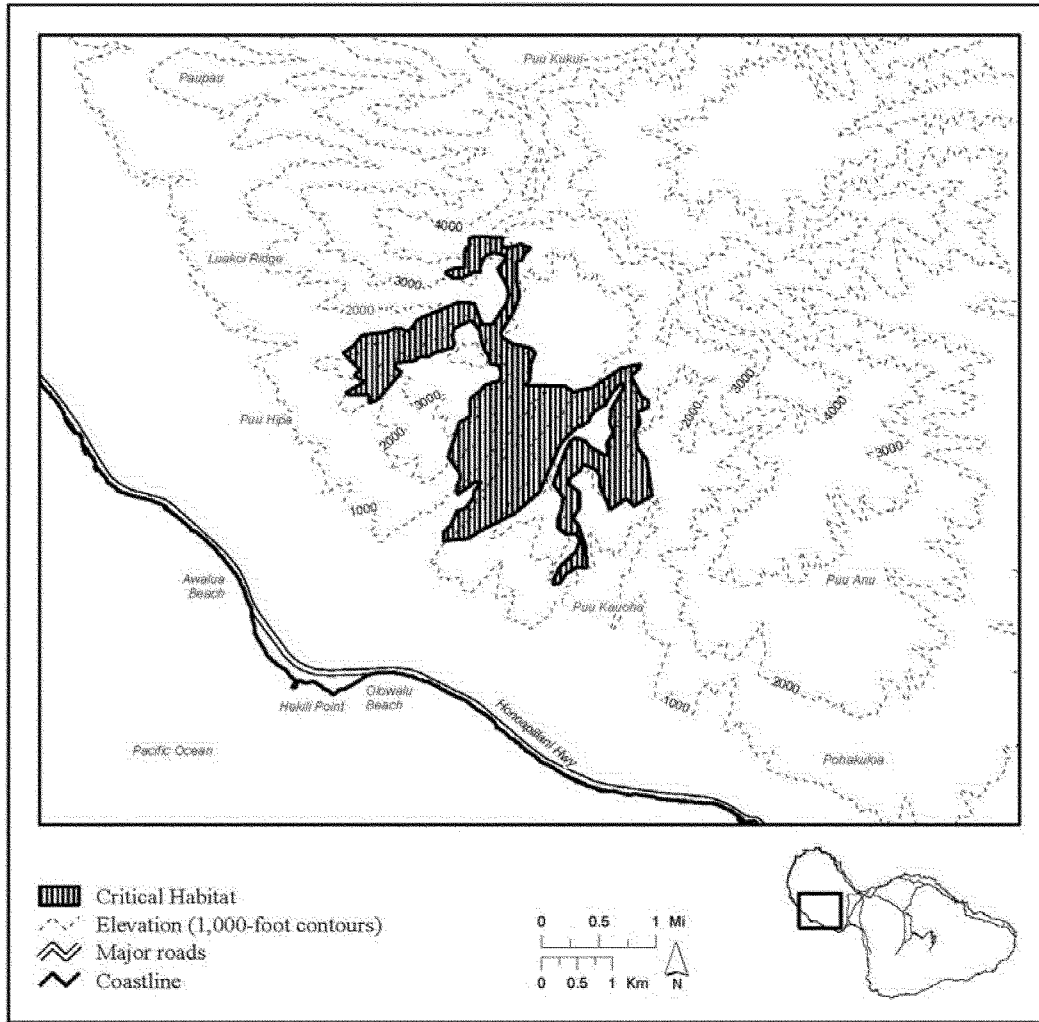 Puu Kukui
Paupau
4000
Luakoi Ridge
3000
2000
3000
2000
3000
4000
3000
Puu Hipa
2000
1000
Awalua
Beach
Puu Anu
Puu Kauoha
2000
1000
Hekili Point
Olowalu
Beach
Honoapiilani Hwy
Pacific Ocean
Pohakuloa
Critical Habitat
Elevation (1,000-foot contours)
Major roads
Coastline
0 0.5 1 Mi
0 0.5 1 Km
N